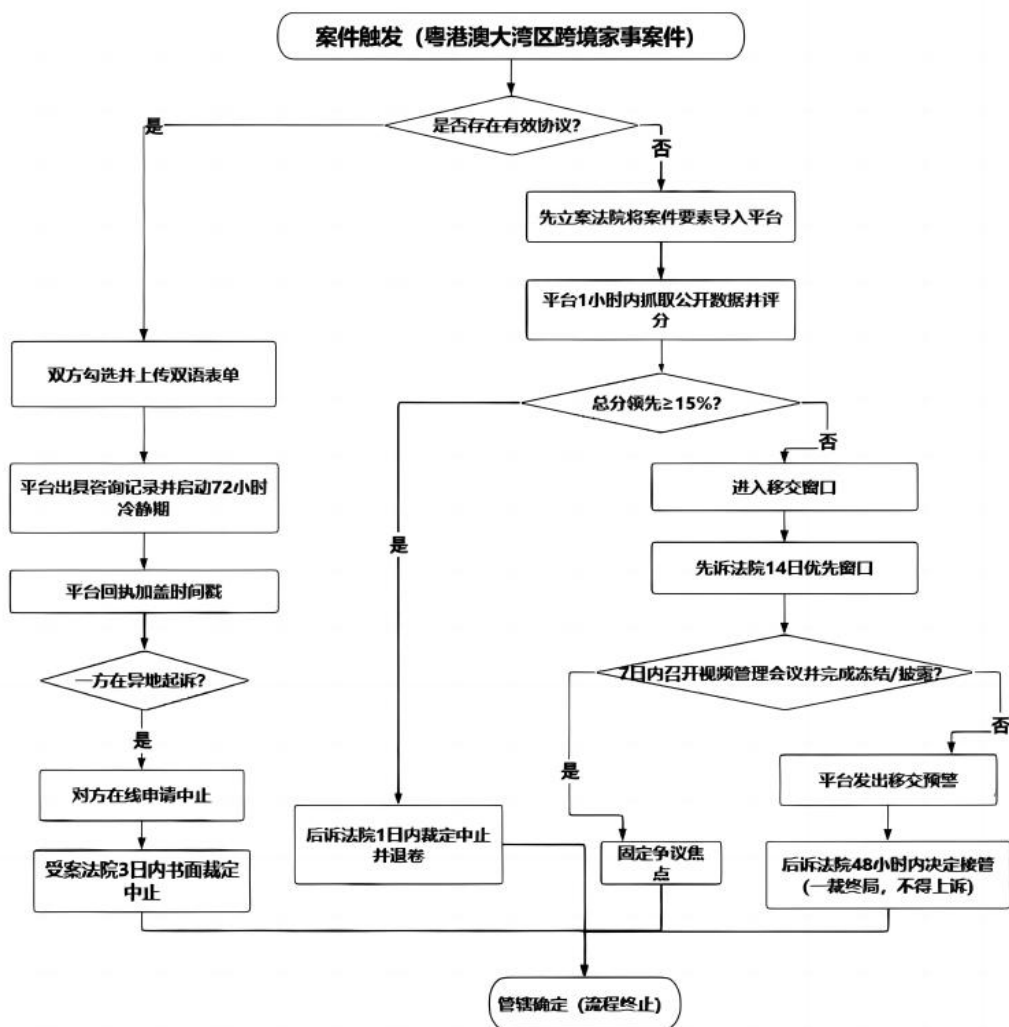 案件触发（粤港澳大湾区跨境家事案件）
是否存在有效协议？
是
否
先立案法院将案件要素导入平台
平台1小时内抓取公开数据并评
分
双方勾选并上传双语表单
总分领先≥15%？
否
是
平台出具咨询记录并启动72小时
冷静期
进入移交窗口
平台回执加盖时间戳
先诉法院14日优先窗口
一方在异地起诉？
7日内召开视频管理会议并完成冻结/披露？
是
是
否
对方在线申请中止
平台发出移交预警
受案法院3日内书面裁定
中止
后诉法院1日内裁定中止
并退卷
固定争议焦
点
后诉法院48小时内决定接管
(一裁终局，不得上诉)
管辖确定（流程终止）